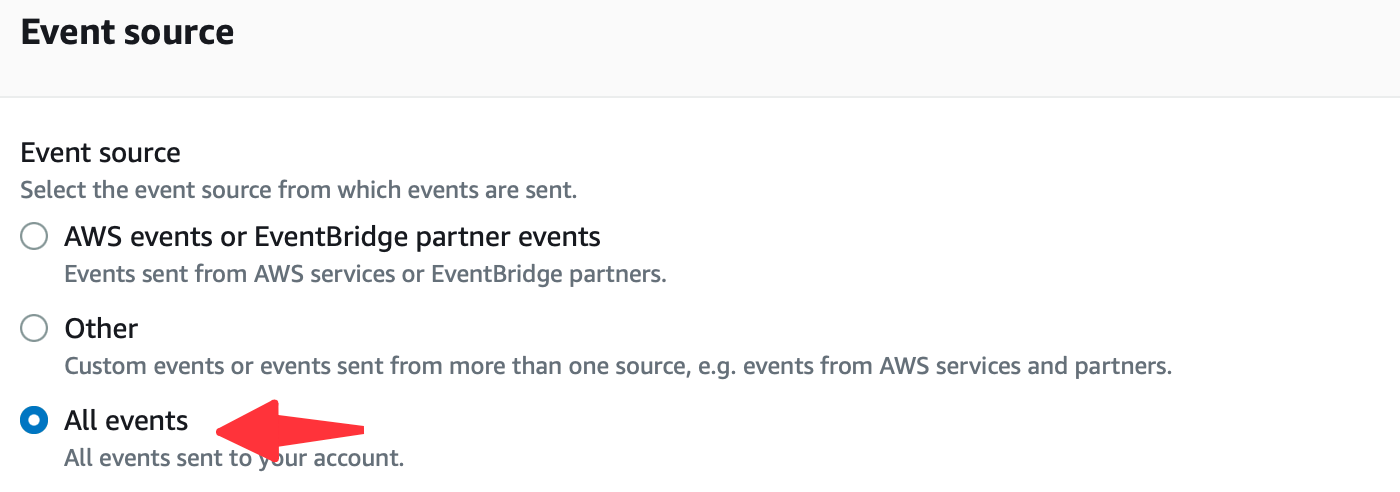 Event source
Event source
Select the event source from which events are sent.
AWS events or EventBridge partner events
Events sent from AWS services or EventBridge partners.
Other
Custom events or events sent from more than one source, e.g. events from AWS services and partners.
All events
All events sent to your account.